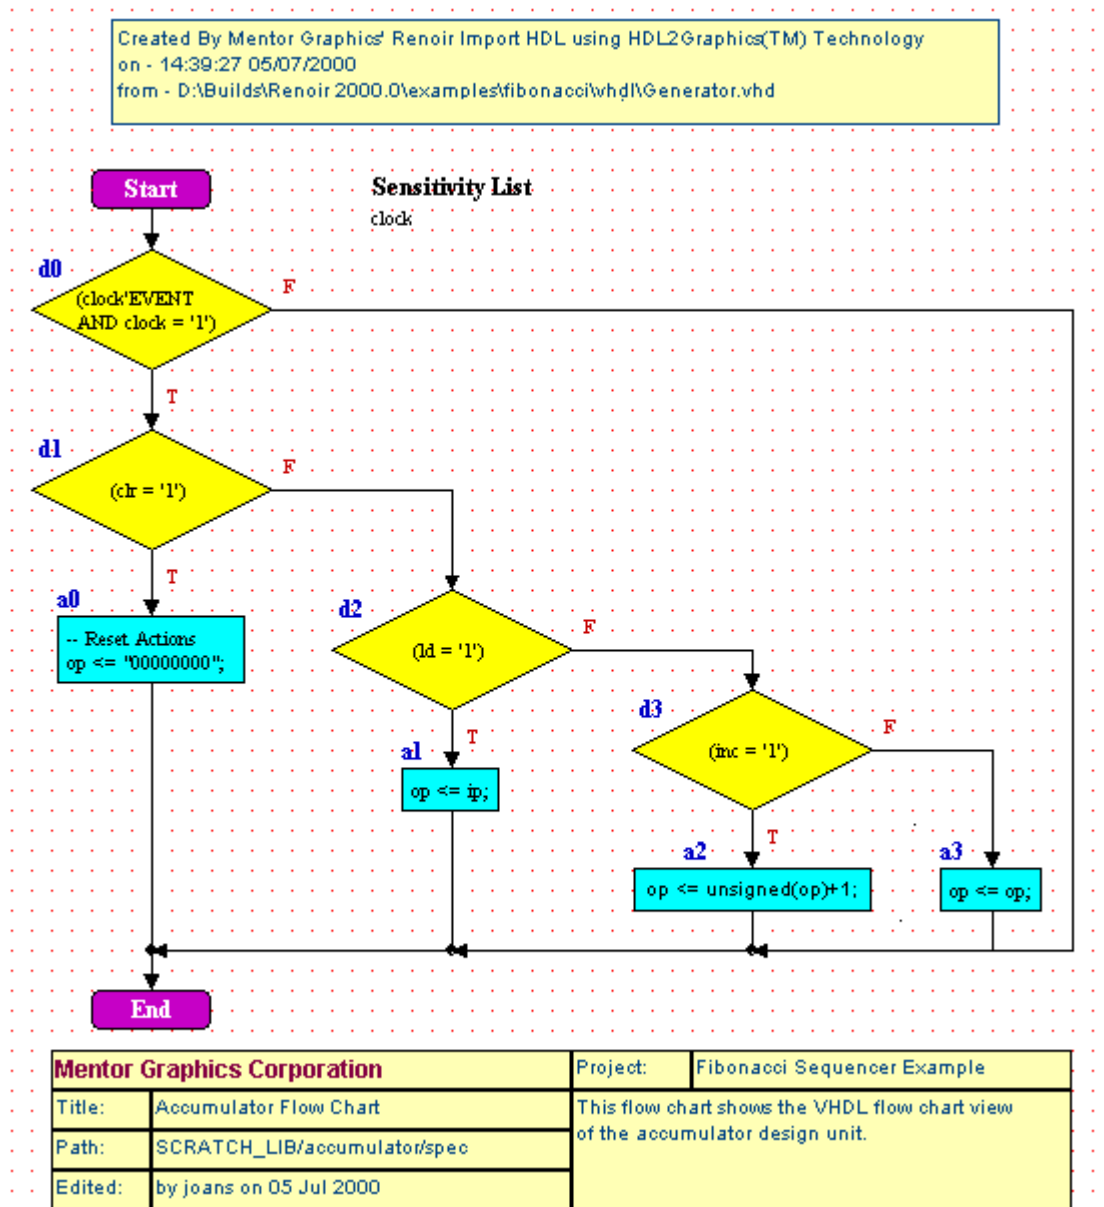 Created By Mentor Graphics' Renoir Import HDL using HDL2Graphics(TM) Technology
on - 14:39:27 05/07/2000
from - D:\Builds\Renoir 2000.0\examples\fibonacci\vhdl\Generator.vhd
Start
Sensitivity List
clock
d0
F
(clock'EVENT
AND clock = '1')
T
d1
F
(clr = '1')
T
a0
-- Reset Actions
op <= "00000000";
d2
F
(ld = '1')
T
a1
op <= ip;
d3
F
(inc = '1')
T
a2
op <= unsigned(op)+1;
a3
op <= op;
End
Mentor Graphics Corporation
Project: Fibonacci Sequencer Example
Title: Accumulator Flow Chart
This flow chart shows the VHDL flow chart view
of the accumulator design unit.
Path: SCRATCH_LIB/accumulator/spec
Edited: by joans on 05 Jul 2000